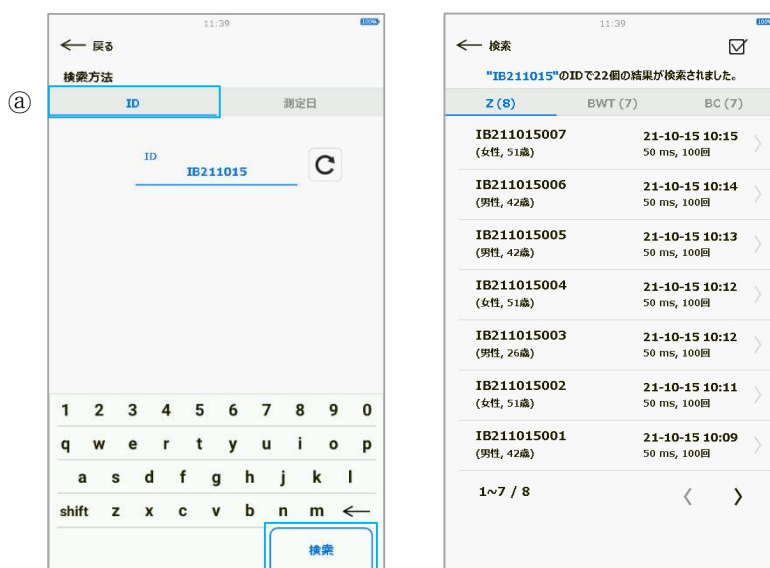 ⓐ
11:39
100%
戻る
検索方法
ID
測定日
ID
IB211015
1 2 3 4 5 6 7 8 9 0
q w e r t y u i o p
a s d f g h j k l
shift z x c v b n m
検索
11:39
100%
検索
"IB211015"のIDで22個の結果が検索されました。
Z (8) BWT (7) BC (7)
IB211015007 21-10-15 10:15
(女性, 51歳) 50 ms, 100回
IB211015006 21-10-15 10:14
(男性, 42歳) 50 ms, 100回
IB211015005 21-10-15 10:13
(男性, 42歳) 50 ms, 100回
IB211015004 21-10-15 10:12
(女性, 51歳) 50 ms, 100回
IB211015003 21-10-15 10:12
(男性, 26歳) 50 ms, 100回
IB211015002 21-10-15 10:11
(女性, 51歳) 50 ms, 100回
IB211015001 21-10-15 10:09
(男性, 42歳) 50 ms, 100回
1~7 / 8